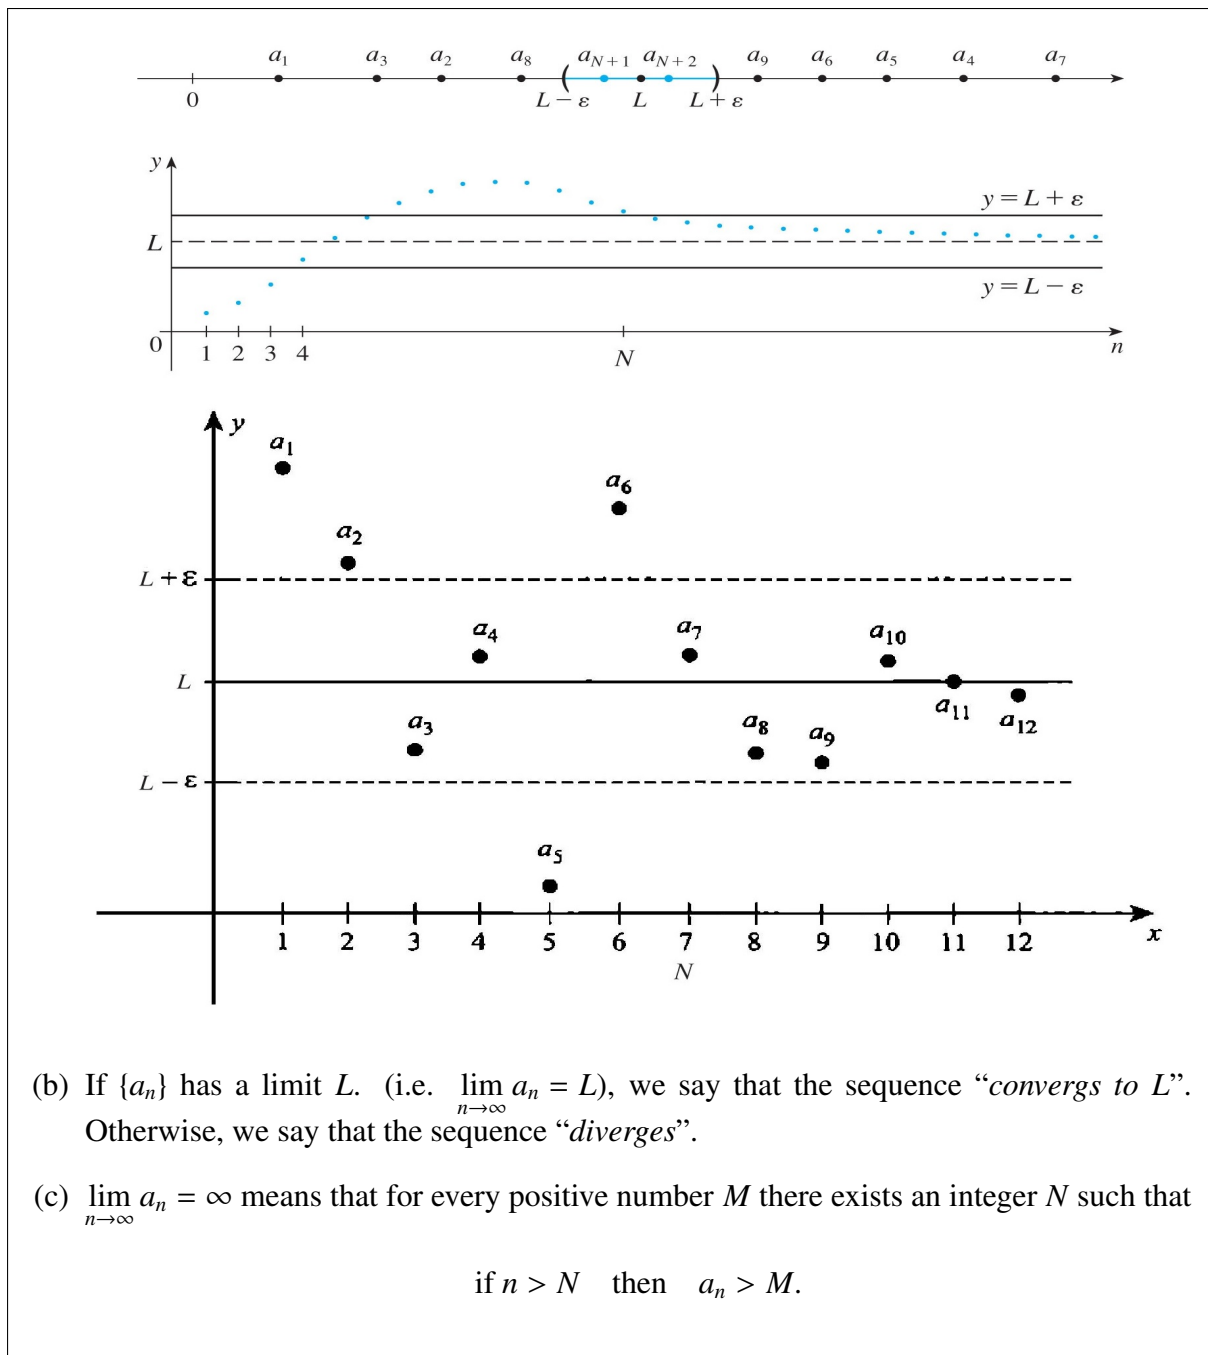 a₁ a₃ a₂ a₈ a_{N+1} a_{N+2} a₉ a₆ a₅ a₄ a₇
0 L − ε L L + ε
y
y = L + ε
L
y = L − ε
0 1 2 3 4 N n
y
a₁
a₆
a₂
L + ε
a₄ a₇ a₁₀
L
a₁₁ a₁₂
a₃ a₈ a₉
L − ε
a₅
1 2 3 4 5 6 7 8 9 10 11 12 x
N
(b) If {aₙ} has a limit L. (i.e. lim_{n→∞} aₙ = L), we say that the sequence “convergs to L”.
Otherwise, we say that the sequence “diverges”.
(c) lim_{n→∞} aₙ = ∞ means that for every positive number M there exists an integer N such that
if n > N then aₙ > M.